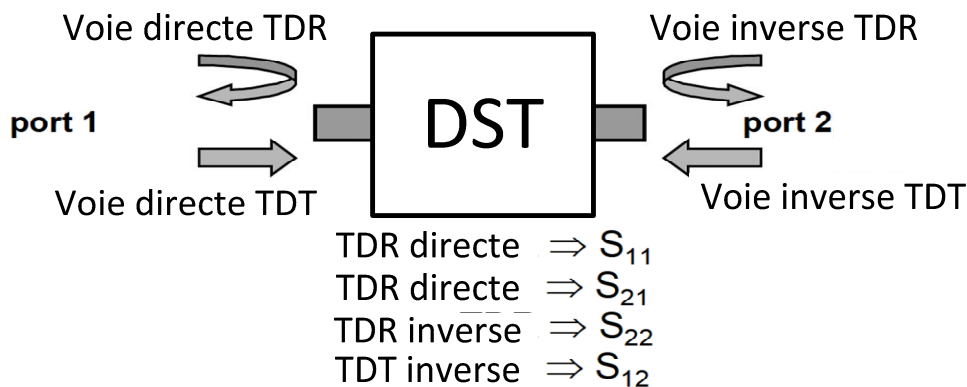 Voie directe TDR
Voie inverse TDR
port 1
DST
port 2
Voie directe TDT
Voie inverse TDT
TDR directe ⇒ S₁₁
TDR directe ⇒ S₂₁
TDR inverse ⇒ S₂₂
TDT inverse ⇒ S₁₂